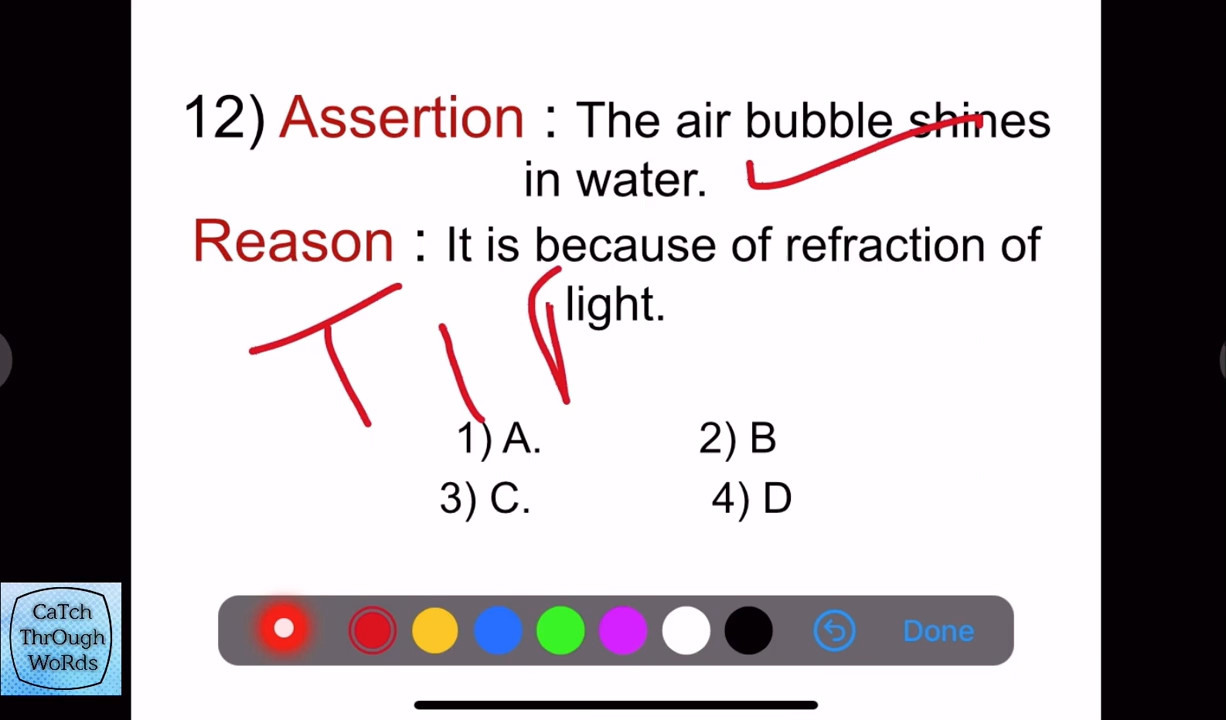 12) Assertion : The air bubble shines
in water.
Reason : It is because of refraction of
light.
T I R
1) A. 2) B
3) C. 4) D
CaTch
ThrOugh
WoRds
Done